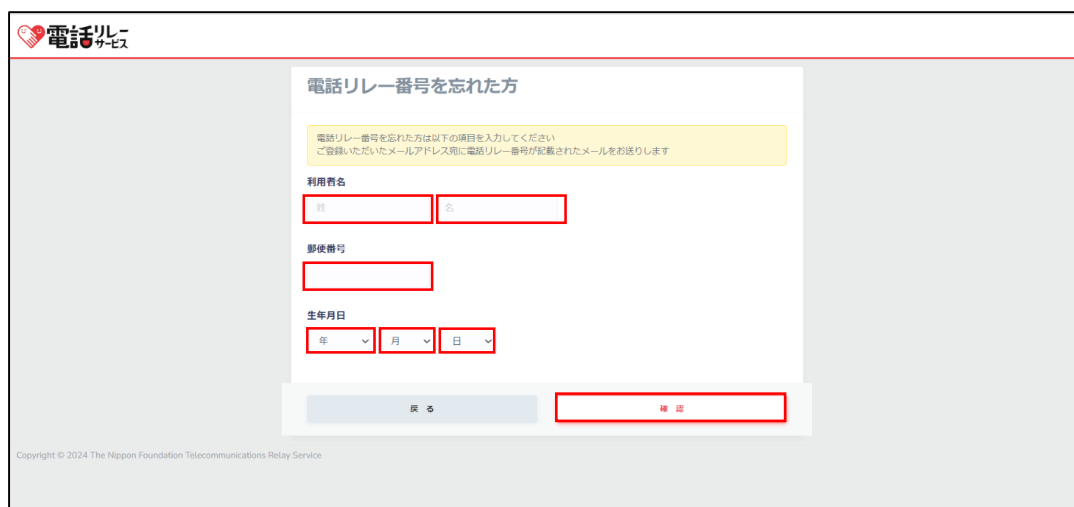 電話リレーサービス
電話リレー番号を忘れた方
電話リレー番号を忘れた方は以下の項目を入力してください
ご登録いただいたメールアドレス宛に電話リレー番号が記載されたメールをお送りします
利用者名
姓 名
郵便番号
生年月日
年 月 日
戻る 確認
Copyright © 2024 The Nippon Foundation Telecommunications Relay Service